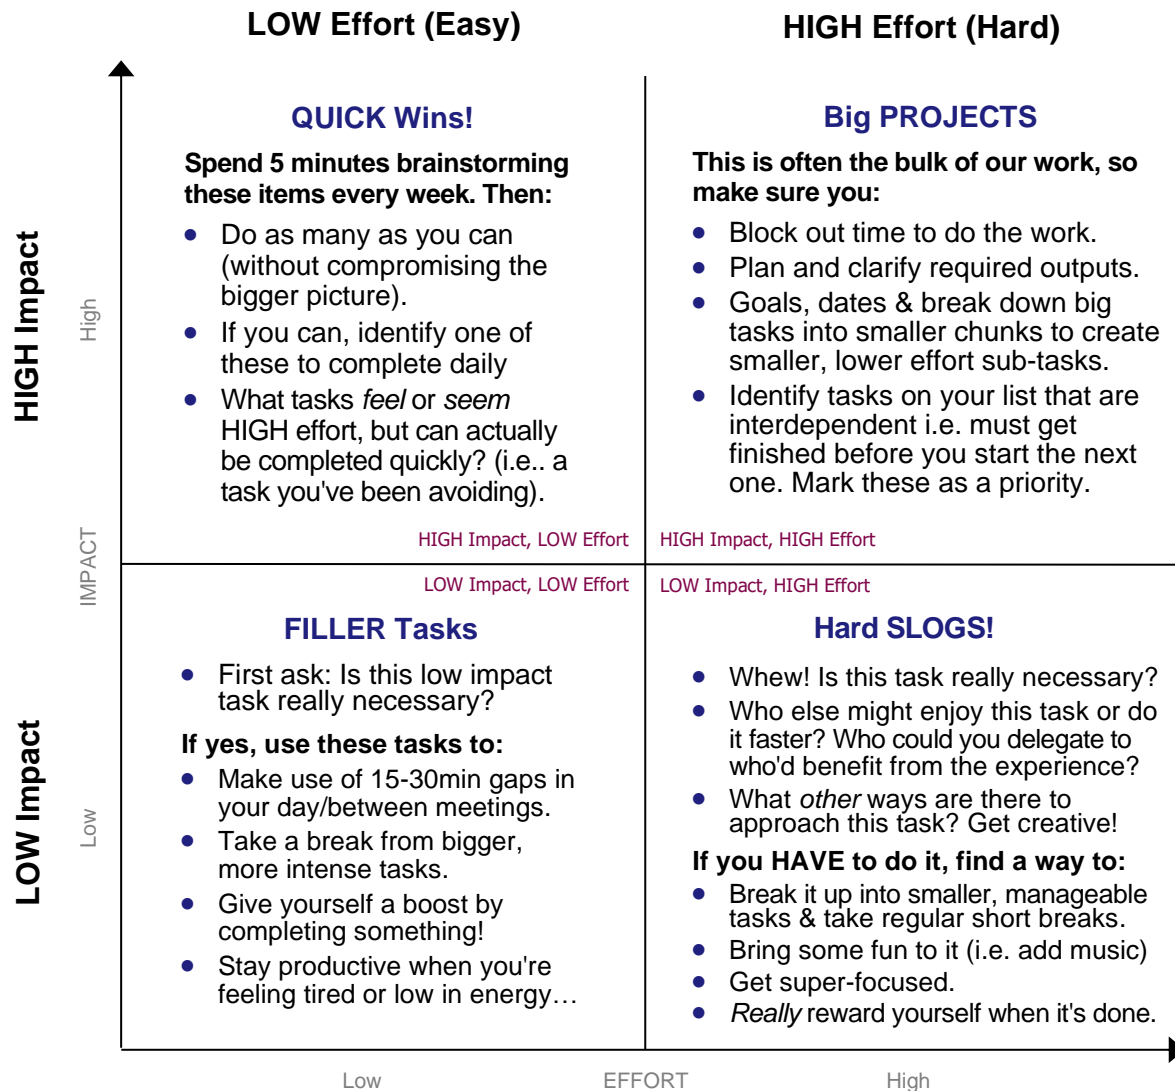 LOW Effort (Easy)
HIGH Effort (Hard)
HIGH Impact
High
IMPACT
LOW Impact
Low
QUICK Wins!
Spend 5 minutes brainstorming
these items every week. Then:
• Do as many as you can
(without compromising the
bigger picture).
• If you can, identify one of
these to complete daily
• What tasks feel or seem
HIGH effort, but can actually
be completed quickly? (i.e.. a
task you've been avoiding).
HIGH Impact, LOW Effort
Big PROJECTS
This is often the bulk of our work, so
make sure you:
• Block out time to do the work.
• Plan and clarify required outputs.
• Goals, dates & break down big
tasks into smaller chunks to create
smaller, lower effort sub-tasks.
• Identify tasks on your list that are
interdependent i.e. must get
finished before you start the next
one. Mark these as a priority.
HIGH Impact, HIGH Effort
LOW Impact, LOW Effort
FILLER Tasks
• First ask: Is this low impact
task really necessary?
If yes, use these tasks to:
• Make use of 15-30min gaps in
your day/between meetings.
• Take a break from bigger,
more intense tasks.
• Give yourself a boost by
completing something!
• Stay productive when you're
feeling tired or low in energy…
LOW Impact, HIGH Effort
Hard SLOGS!
• Whew! Is this task really necessary?
• Who else might enjoy this task or do
it faster? Who could you delegate to
who'd benefit from the experience?
• What other ways are there to
approach this task? Get creative!
If you HAVE to do it, find a way to:
• Break it up into smaller, manageable
tasks & take regular short breaks.
• Bring some fun to it (i.e. add music)
• Get super-focused.
• Really reward yourself when it's done.
Low
EFFORT
High